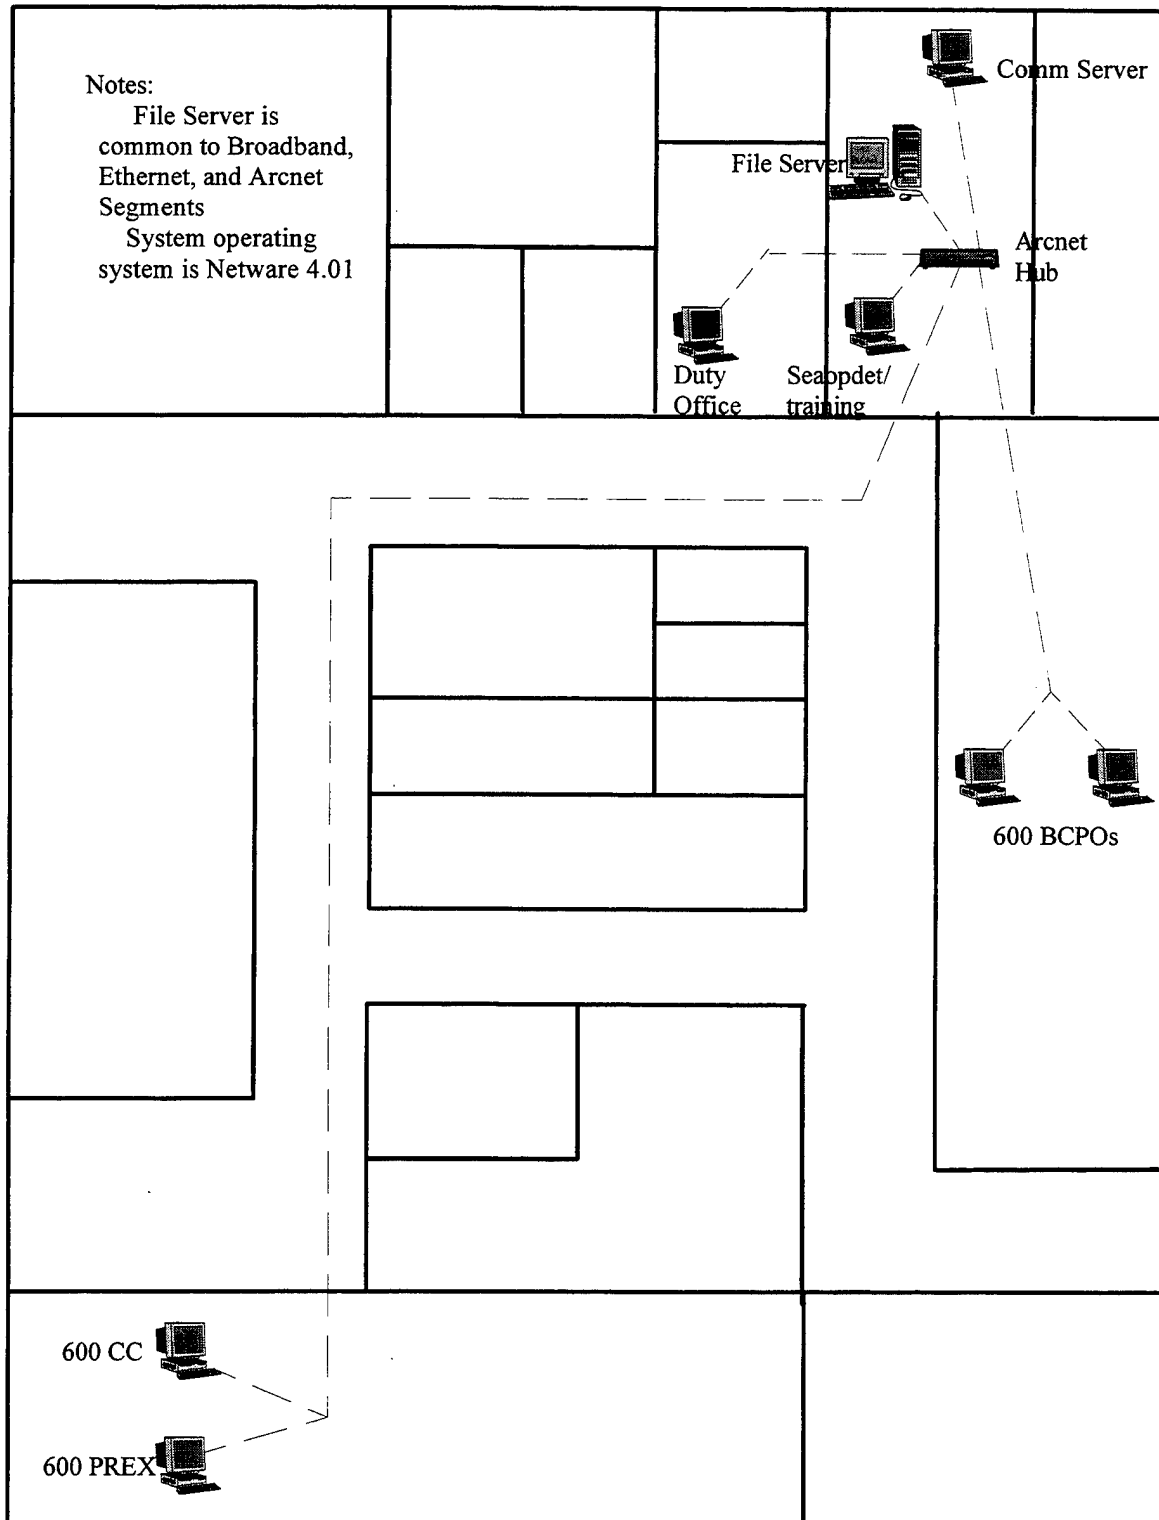 Notes:
File Server is
common to Broadband,
Ethernet, and Arcnet
Segments
System operating
system is Netware 4.01
Comm Server
File Server
Arcnet
Hub
Duty
Office
Seaopdet/
training
600 BCPOs
600 CC
600 PREX